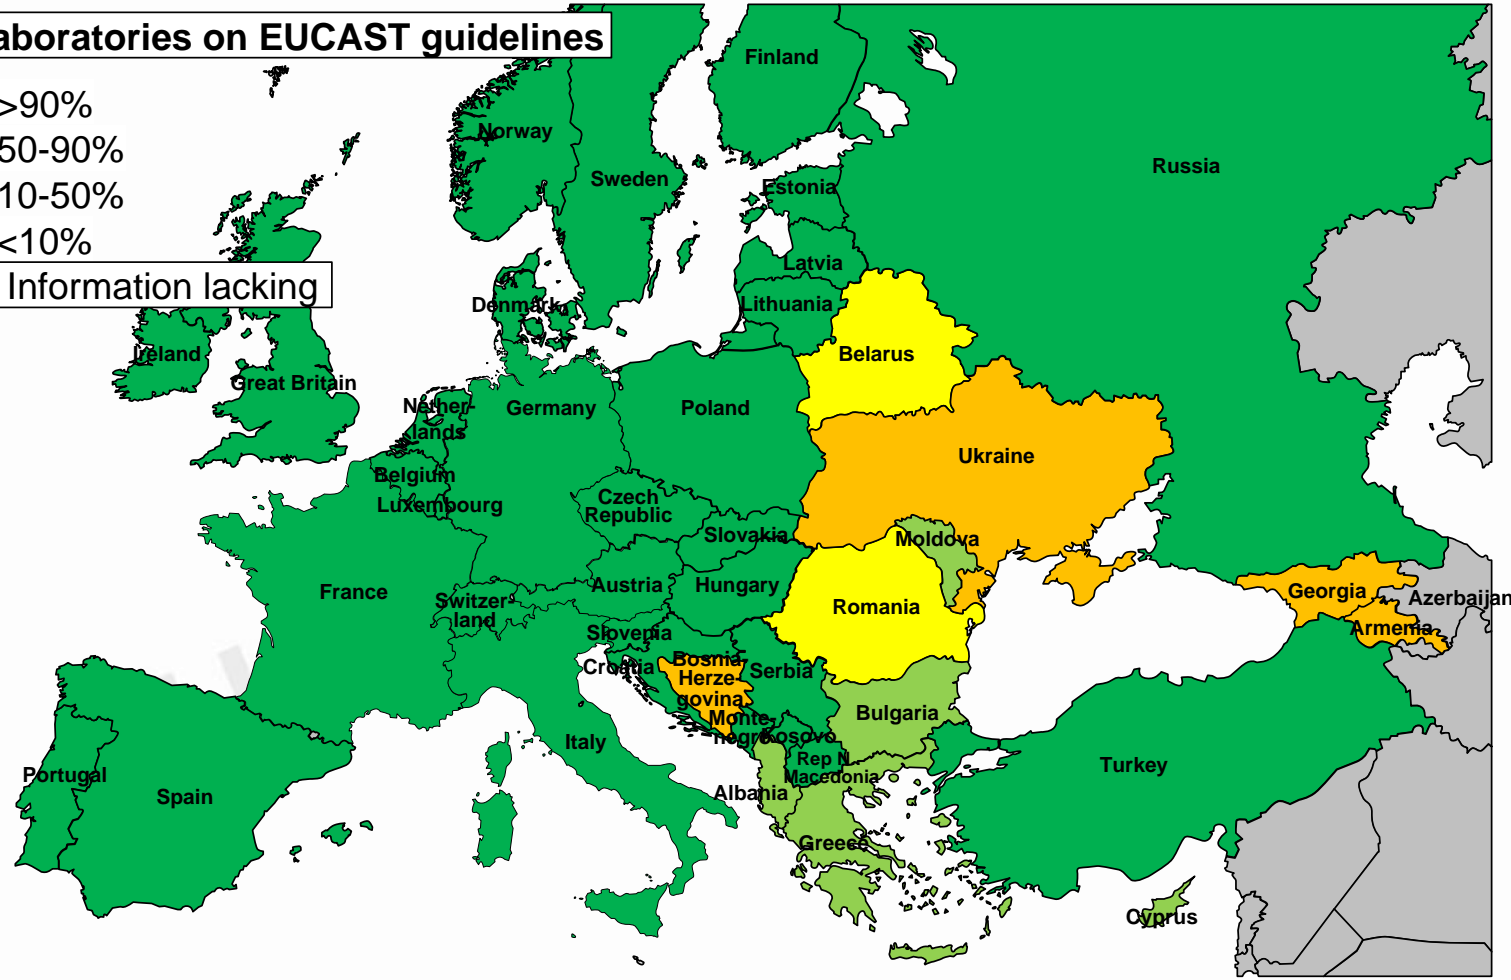 aboratories on EUCAST guidelines
>90%
50-90%
10-50%
<10%
Information lacking
Finland
Norway
Sweden
Russia
Estonia
Latvia
Lithuania
Denmark
Ireland
Great Britain
Belarus
Nether-
lands
Germany
Poland
Ukraine
Belgium
Luxembourg
Czech
Republic
Slovakia
Moldova
France
Switzer-
land
Austria
Hungary
Romania
Georgia
Azerbaijan
Armenia
Slovenia
Croatia
Bosnia
Herze-
govina
Serbia
Monte-
negro
Kosovo
Bulgaria
Italy
Rep N.
Macedonia
Albania
Portugal
Spain
Turkey
Greece
Cyprus